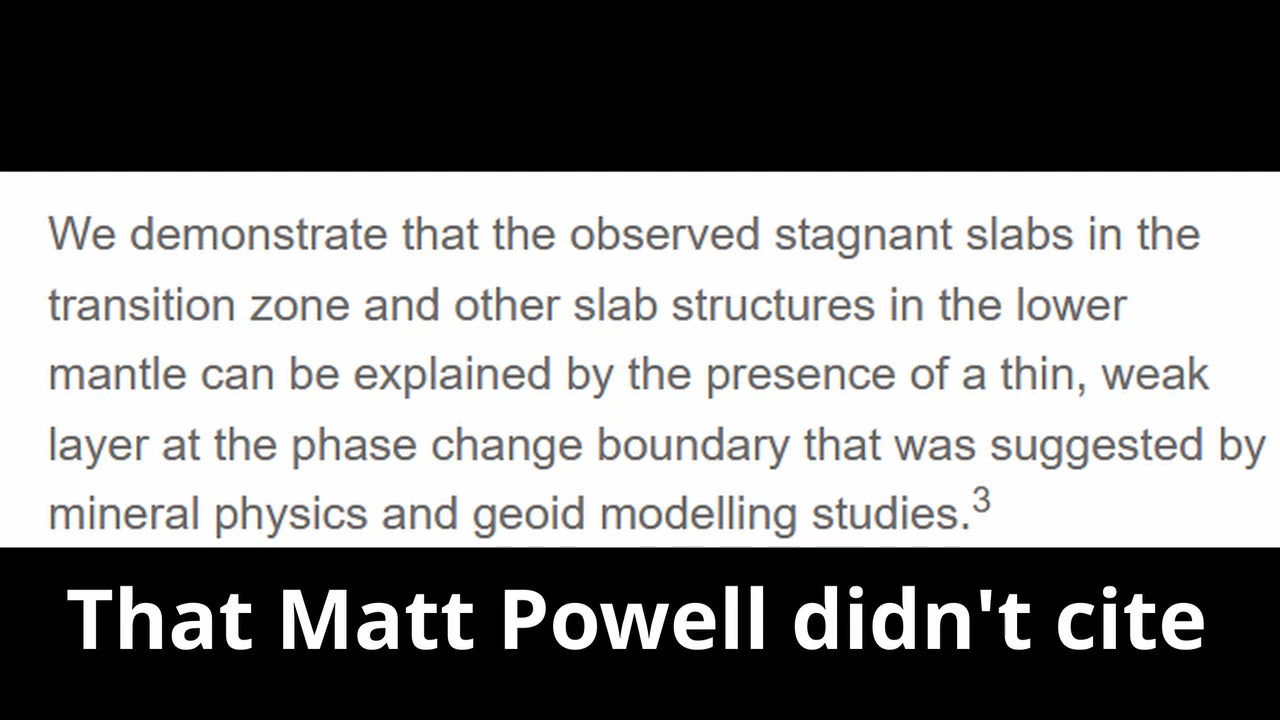 We demonstrate that the observed stagnant slabs in the
transition zone and other slab structures in the lower
mantle can be explained by the presence of a thin, weak
layer at the phase change boundary that was suggested by
mineral physics and geoid modelling studies.³
That Matt Powell didn't cite